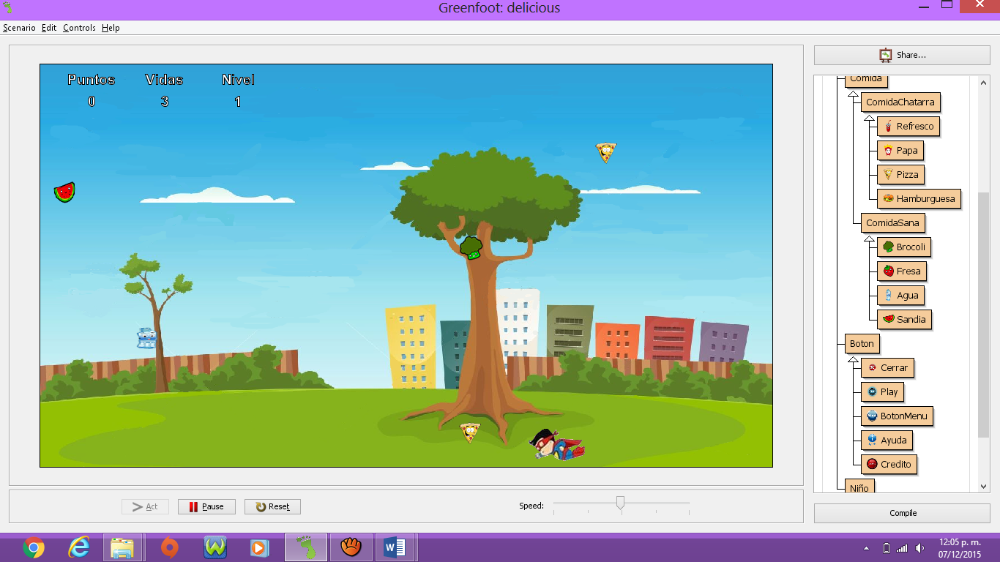 Greenfoot: delicious
Scenario Edit Controls Help
Puntos Vidas Nivel
0 3 1
Share...
Comida
ComidaChatarra
Refresco
Papa
Pizza
Hamburguesa
ComidaSana
Brocoli
Fresa
Agua
Sandia
Boton
Cerrar
Play
BotonMenu
Ayuda
Credito
Niño
Act Pause Reset Speed:
Compile
12:05 p. m.
07/12/2015